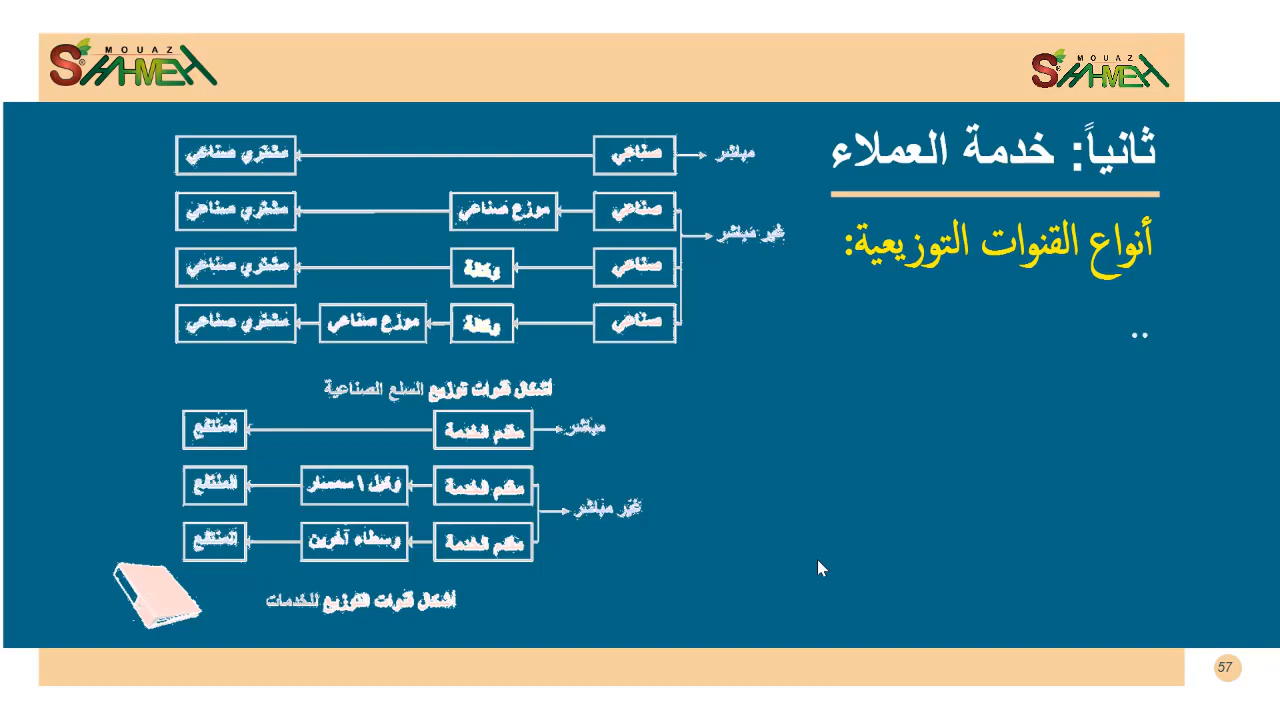 MOUAZ
SHAHMEH
MOUAZ
SHAHMEH
ثانياً: خدمة العملاء
أنواع القنوات التوزيعية:
..
مباشر صناعي مشتري صناعي
غير مباشر
صناعي موزع صناعي مشتري صناعي
صناعي وكالة مشتري صناعي
صناعي وكالة موزع صناعي مشتري صناعي
أشكال قنوات توزيع السلع الصناعية
مباشر مقدم الخدمة المنتفع
غير مباشر
مقدم الخدمة وكيل \ سمسار المنتفع
مقدم الخدمة وسطاء آخرين المنتفع
أشكال قنوات التوزيع للخدمات
57